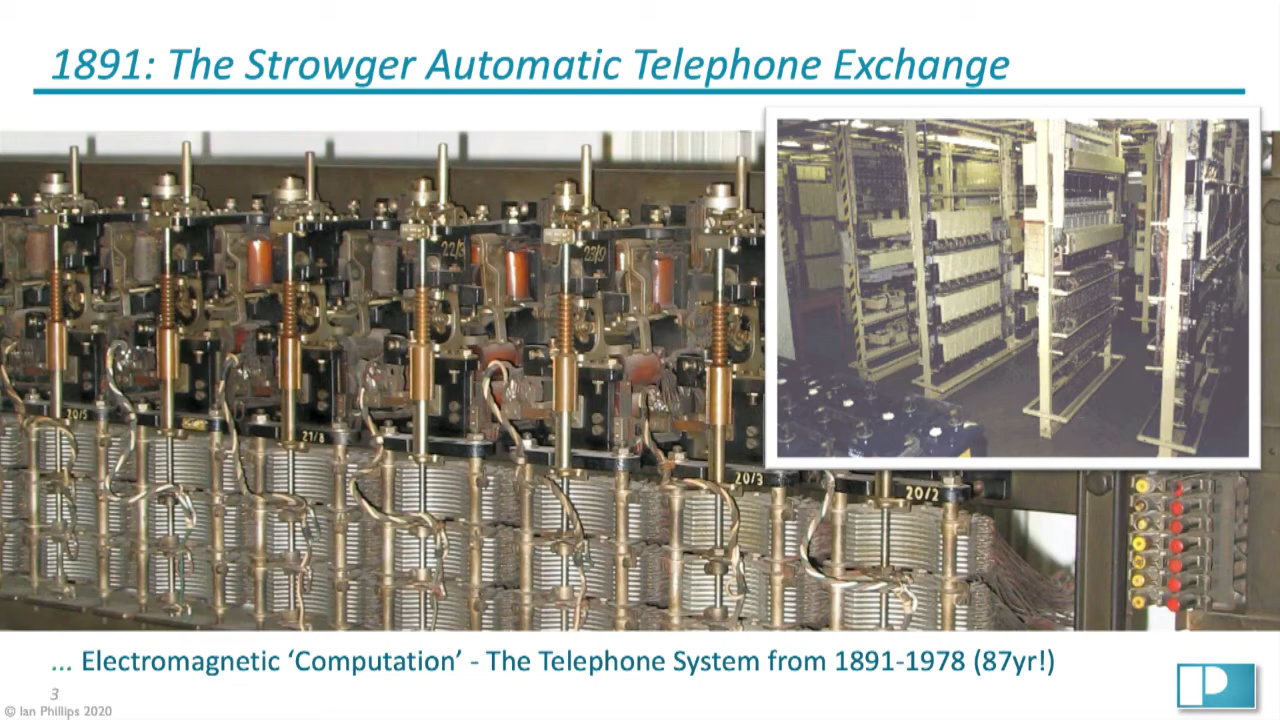 1891: The Strowger Automatic Telephone Exchange
22/3
23/9
20/5
21/8
20/3
20/2
... Electromagnetic ‘Computation’ - The Telephone System from 1891-1978 (87yr!)
3
© Ian Phillips 2020
P